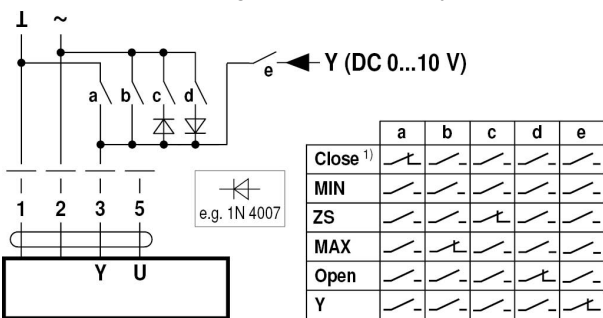 ⊥ ~
e Y (DC 0...10 V)
a b c d
e.g. 1N 4007
1 2 3 5
Y U
a b c d e
Close 1)
MIN
ZS
MAX
Open
Y